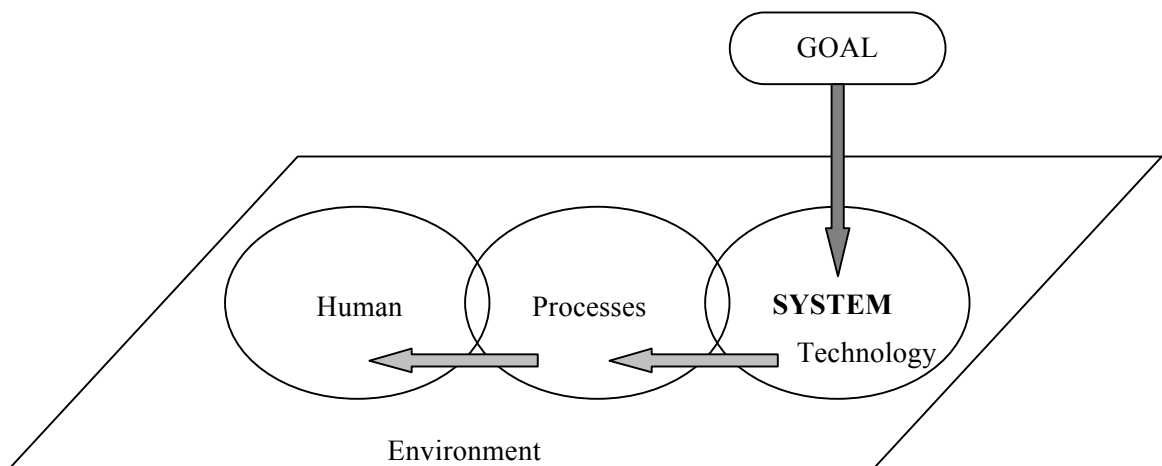 GOAL
Human
Processes
SYSTEM
Technology
Environment